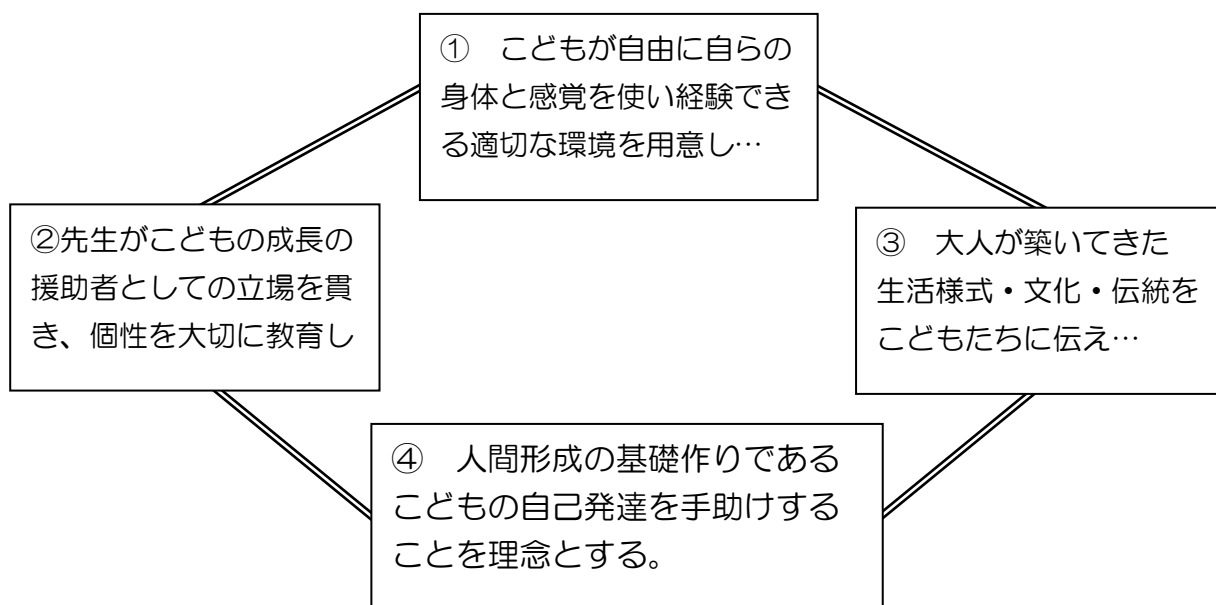 ①　こどもが自由に自らの
身体と感覚を使い経験でき
る適切な環境を用意し…
②先生がこどもの成長の
援助者としての立場を貫
き、個性を大切に教育し
③　大人が築いてきた
生活様式・文化・伝統を
こどもたちに伝え…
④　人間形成の基礎作りである
こどもの自己発達を手助けする
ことを理念とする。